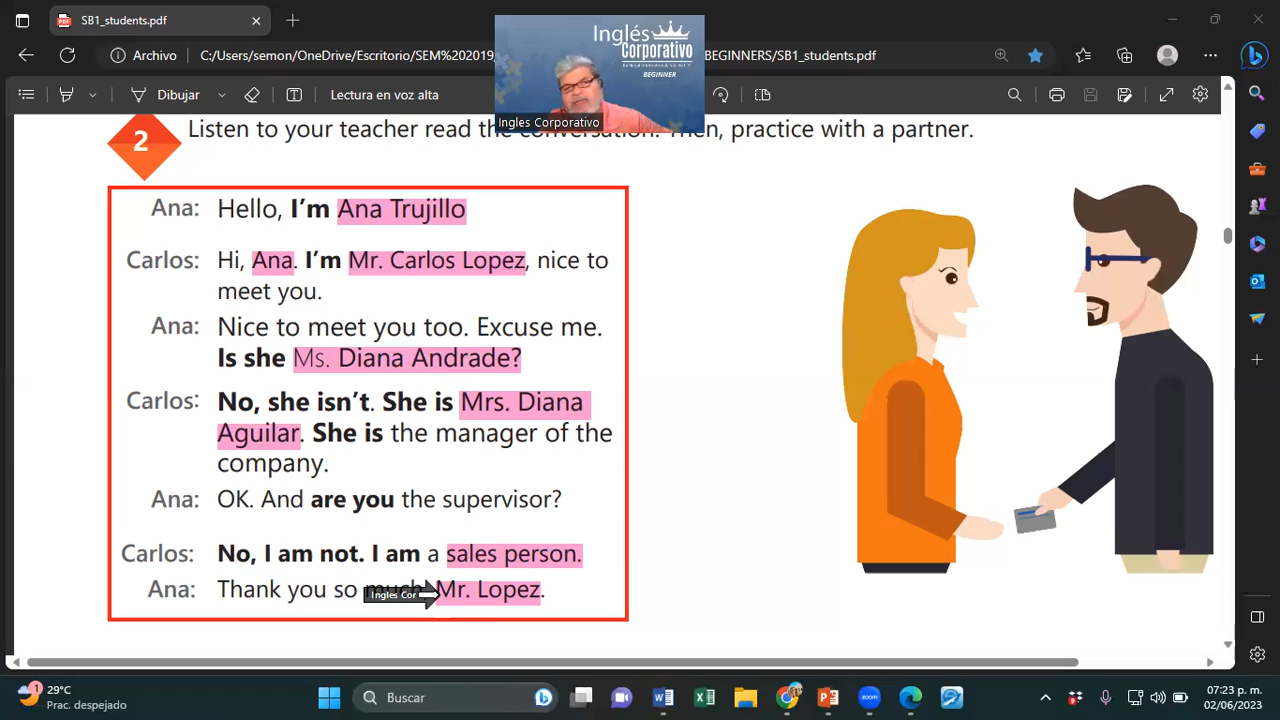 SB1_students.pdf
Archivo
C:/Users/semon/OneDrive/Escritorio/SEM%202019/
BEGINNERS/SB1_students.pdf
Inglés
Corporativo
BEGINNER
Ingles Corporativo
Dibujar
Lectura en voz alta
2
Listen to your teacher read the conversation. Then, practice with a partner.
Ana: Hello, I'm Ana Trujillo
Carlos: Hi, Ana. I'm Mr. Carlos Lopez, nice to
meet you.
Ana: Nice to meet you too. Excuse me.
Is she Ms. Diana Andrade?
Carlos: No, she isn't. She is Mrs. Diana
Aguilar. She is the manager of the
company.
Ana: OK. And are you the supervisor?
Carlos: No, I am not. I am a sales person.
Ana: Thank you so much Mr. Lopez.
Ingles Cor
1
29°C
Prac. despejado
Buscar
07:23 p. m.
02/06/2023